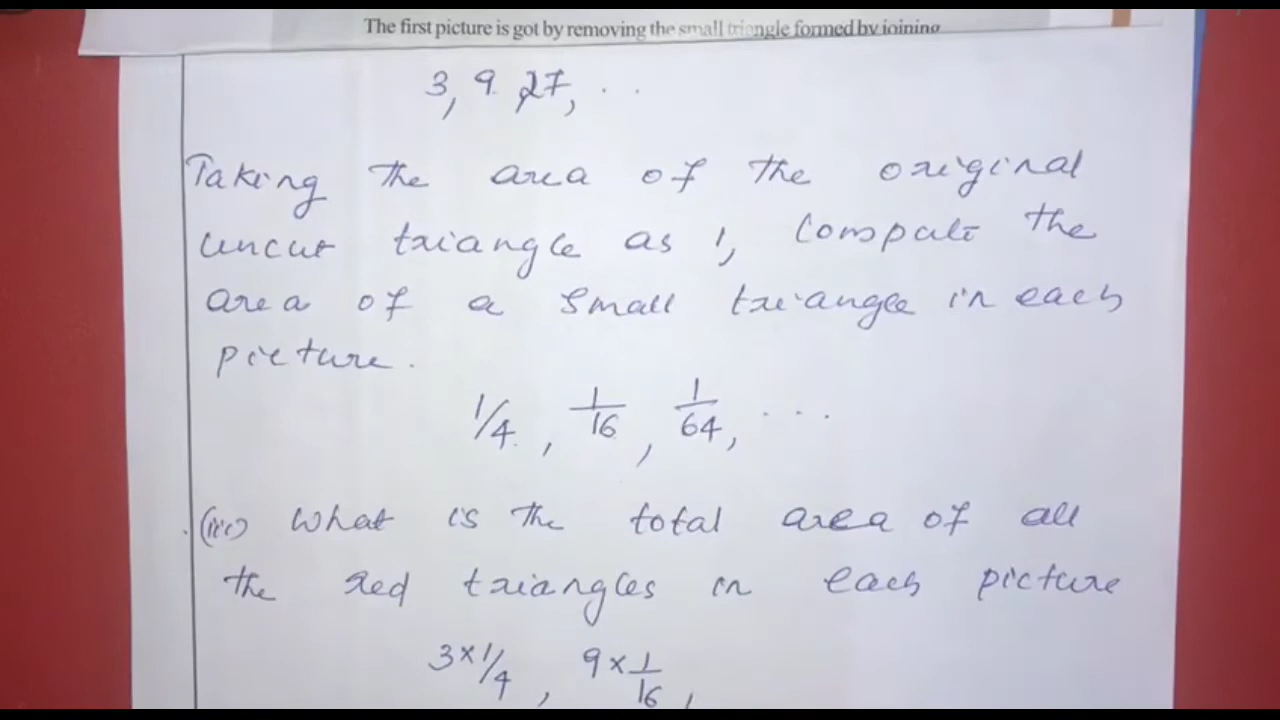 The first picture is got by removing the small triangle formed by joining
3, 9 27, ..
Taking the area of the original
uncut triangle as 1, compute the
area of a small triangle in each
picture.
1/4, 1/16, 1/64, ...
(iii) What is the total area of all
the red triangles in each picture
3×1/4, 9×1/16,